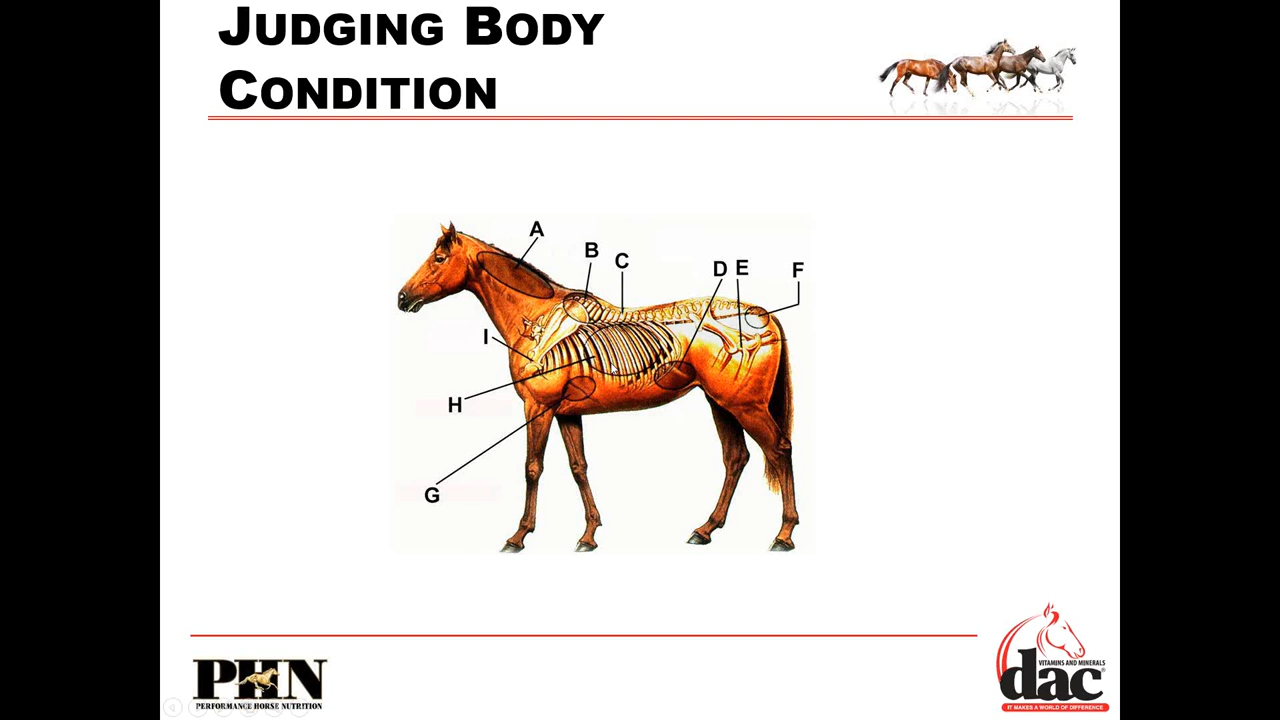 JUDGING BODY
CONDITION
A
B
C
D E
F
I
H
G
PHN
PERFORMANCE HORSE NUTRITION
dac®
VITAMINS AND MINERALS
IT MAKES A WORLD OF DIFFERENCE